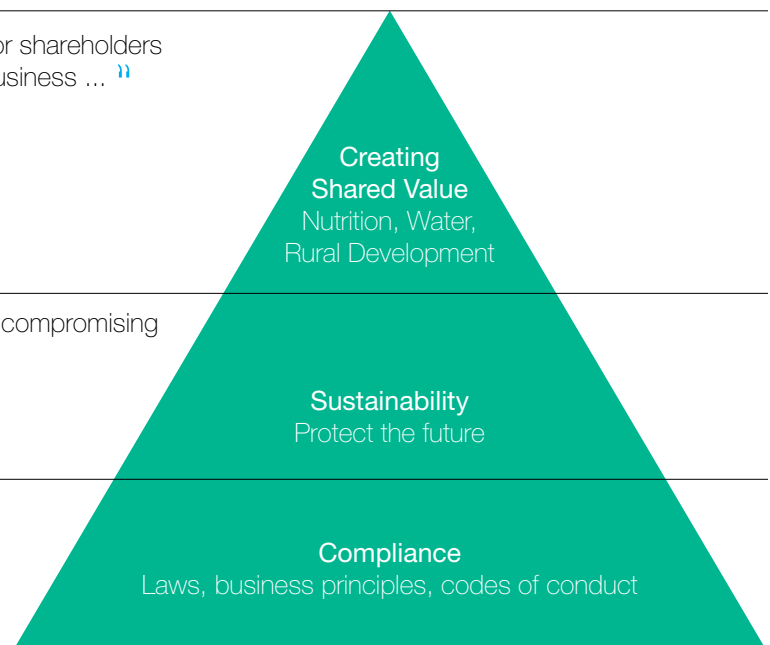 or shareholders
usiness ... ”
Creating
Shared Value
Nutrition, Water,
Rural Development
compromising
Sustainability
Protect the future
Compliance
Laws, business principles, codes of conduct